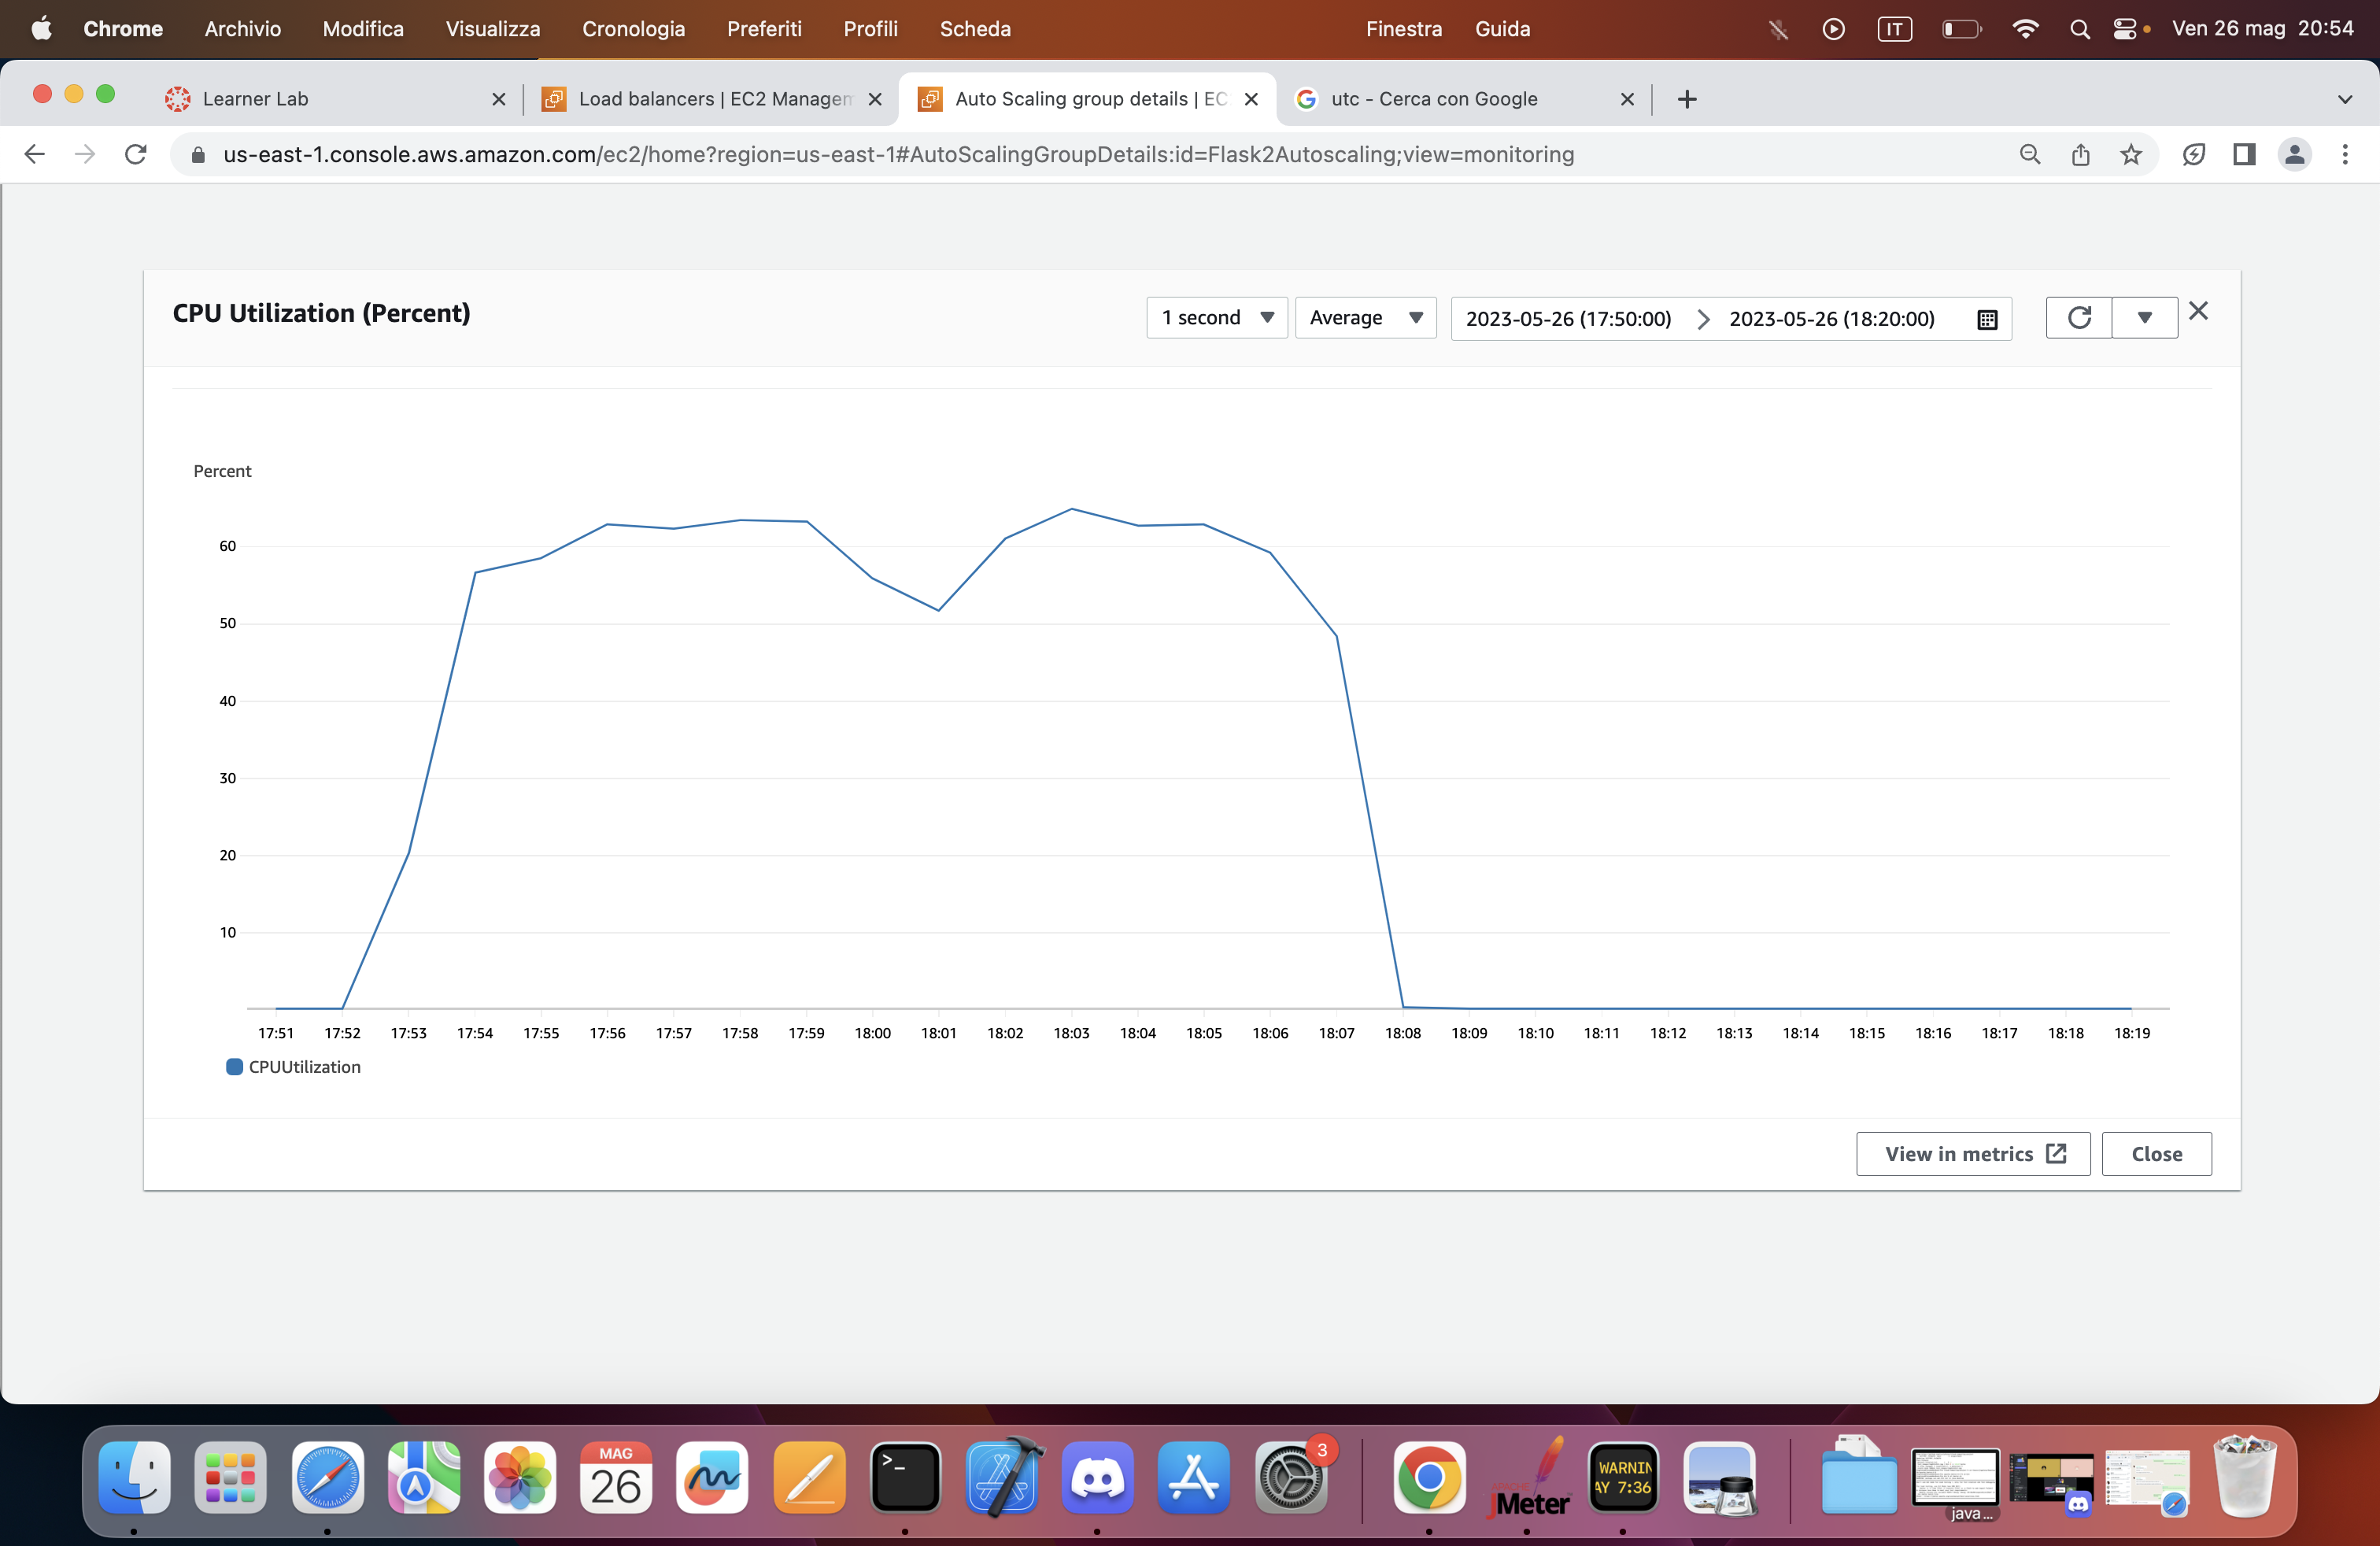 Chrome Archivio Modifica Visualizza Cronologia Preferiti Profili Scheda Finestra Guida IT Ven 26 mag 20:54
Learner Lab Load balancers | EC2 Managem Auto Scaling group details | EC utc - Cerca con Google
us-east-1.console.aws.amazon.com/ec2/home?region=us-east-1#AutoScalingGroupDetails:id=Flask2Autoscaling;view=monitoring
CPU Utilization (Percent) 1 second Average 2023-05-26 (17:50:00) 2023-05-26 (18:20:00)
Percent
60
50
40
30
20
10
17:51 17:52 17:53 17:54 17:55 17:56 17:57 17:58 17:59 18:00 18:01 18:02 18:03 18:04 18:05 18:06 18:07 18:08 18:09 18:10 18:11 18:12 18:13 18:14 18:15 18:16 18:17 18:18 18:19
CPUUtilization
View in metrics Close
MAG
26
>_
3
JMeter
WARNIN
AY 7:36
java...